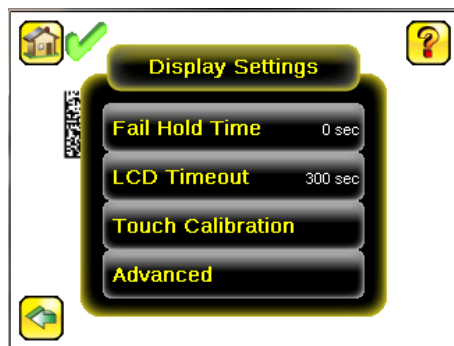 Display Settings
Fail Hold Time 0 sec
LCD Timeout 300 sec
Touch Calibration
Advanced
?